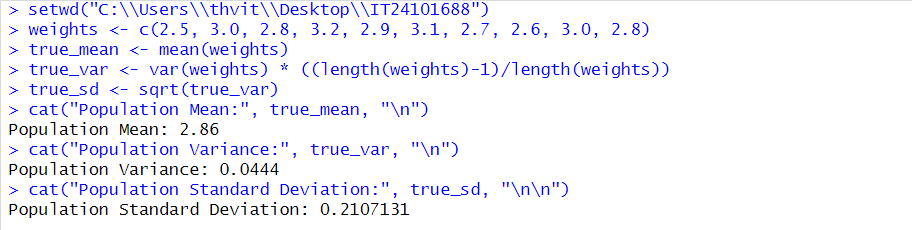 > setwd("C:\\Users\\thvit\\Desktop\\IT24101688")
> weights <- c(2.5, 3.0, 2.8, 3.2, 2.9, 3.1, 2.7, 2.6, 3.0, 2.8)
> true_mean <- mean(weights)
> true_var <- var(weights) * ((length(weights)-1)/length(weights))
> true_sd <- sqrt(true_var)
> cat("Population Mean:", true_mean, "\n")
Population Mean: 2.86
> cat("Population Variance:", true_var, "\n")
Population Variance: 0.0444
> cat("Population Standard Deviation:", true_sd, "\n\n")
Population Standard Deviation: 0.2107131